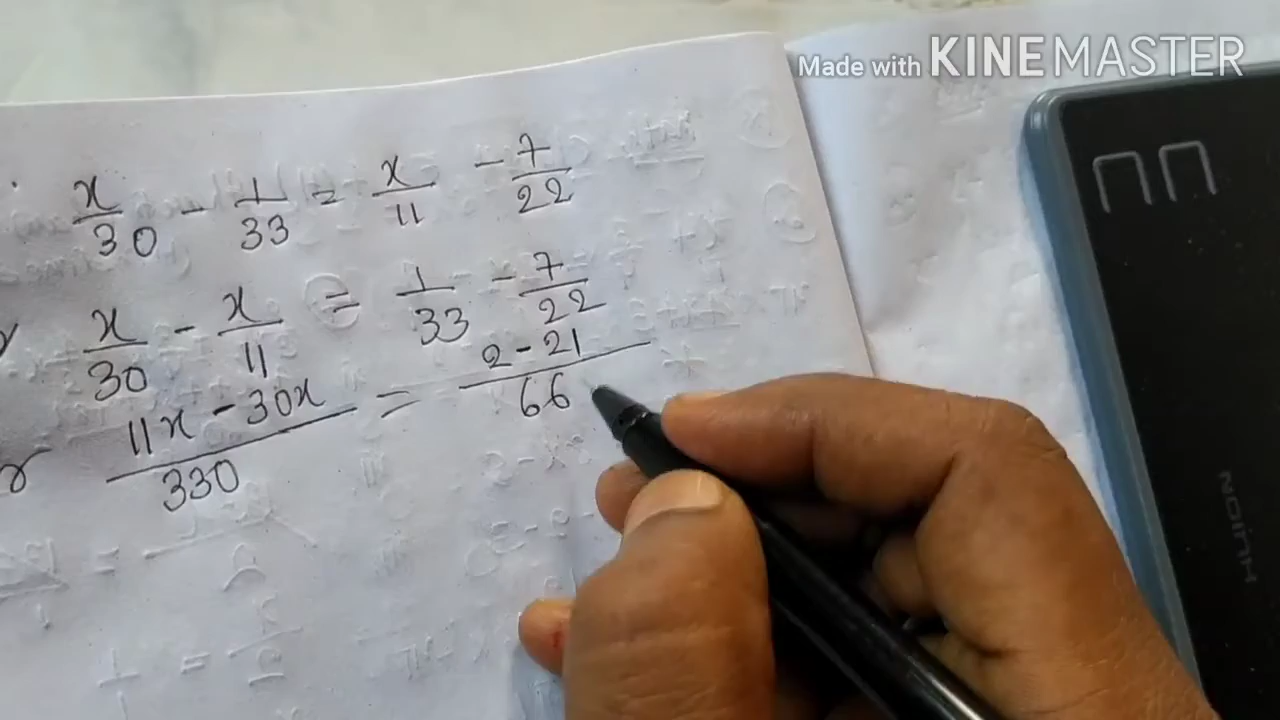 Made with KINEMASTER
x/30 - 1/33 = x/11 - 7/22
x/30 - x/11 = 1/33 - 7/22
11x - 30x/330 = 2 - 21/66
HUION